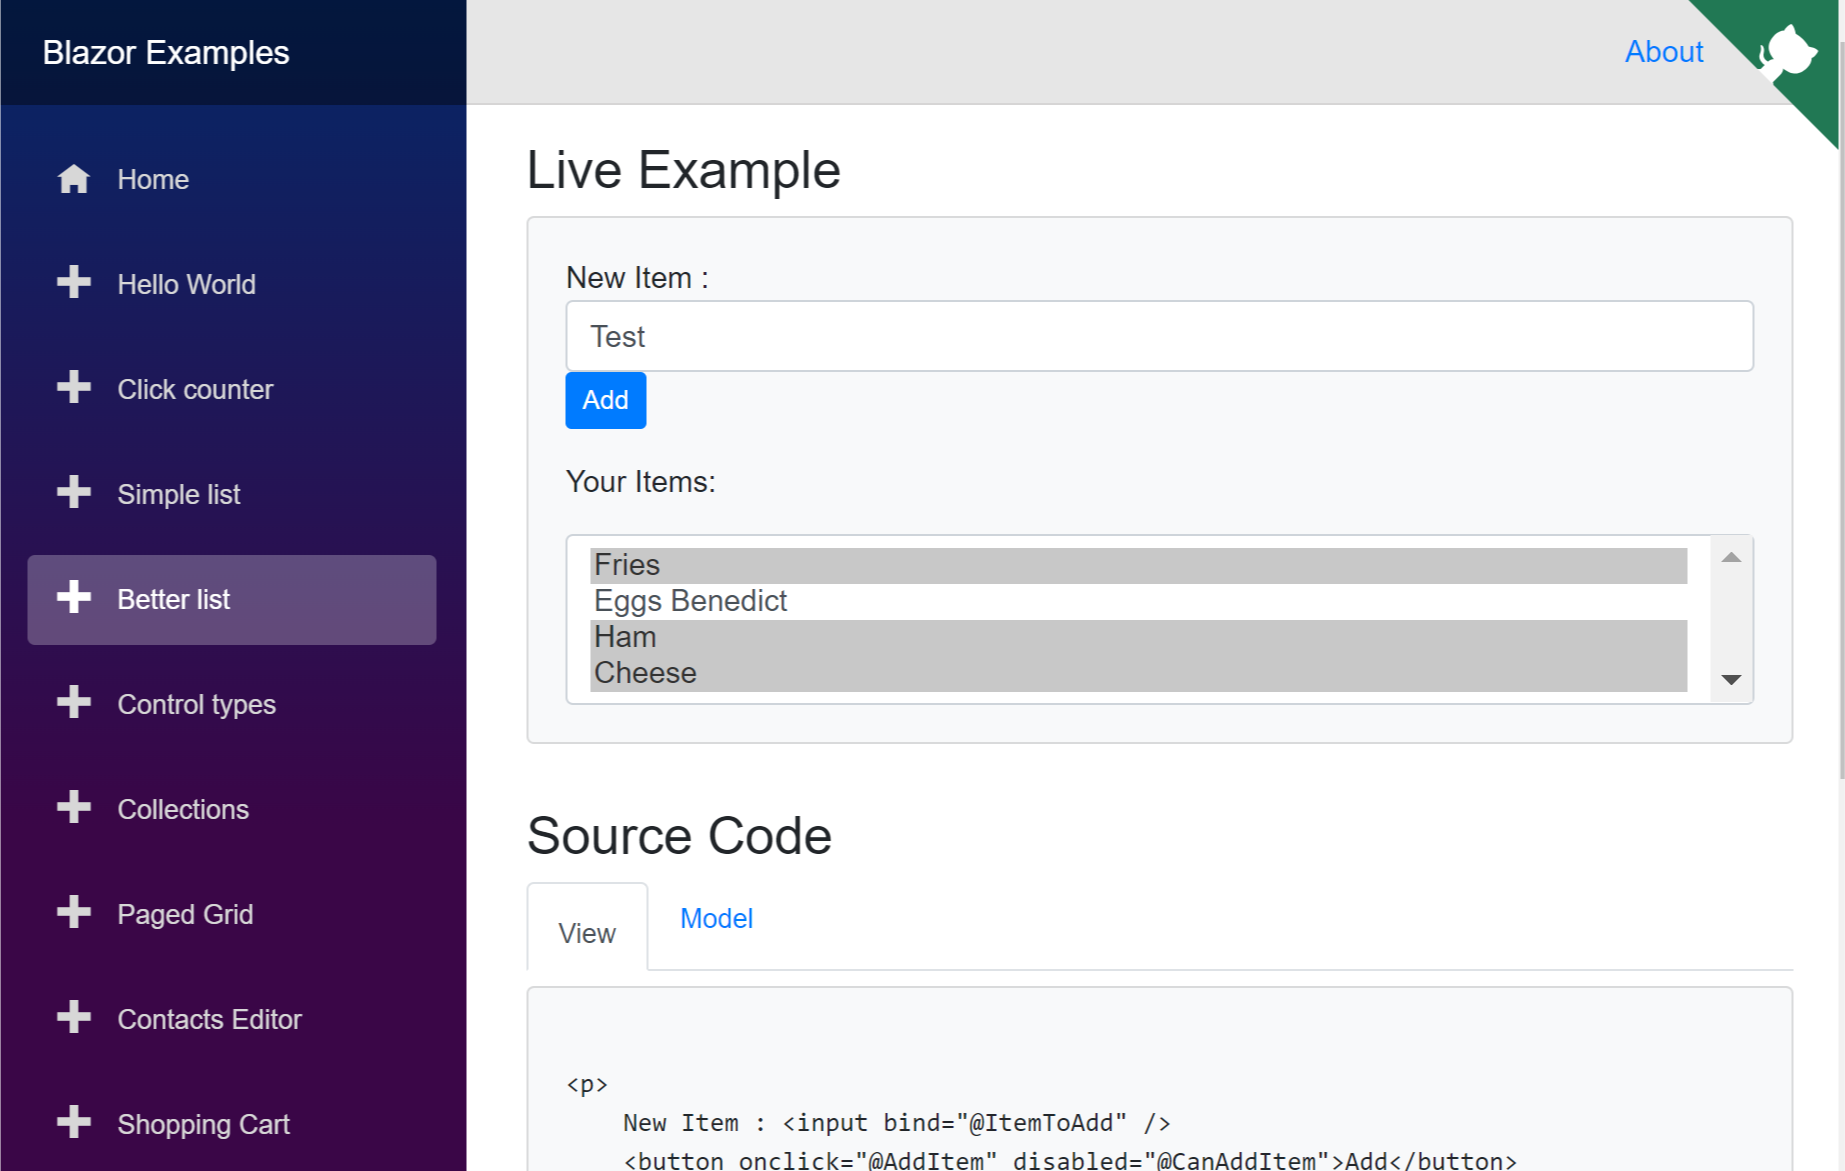 Blazor Examples
About
Home
Hello World
Click counter
Simple list
Better list
Control types
Collections
Paged Grid
Contacts Editor
Shopping Cart
Live Example
New Item :
Test
Add
Your Items:
Fries
Eggs Benedict
Ham
Cheese
Source Code
View Model
<p>
New Item : <input bind="@ItemToAdd" />
<button onclick="@AddItem" disabled="@CanAddItem">Add</button>